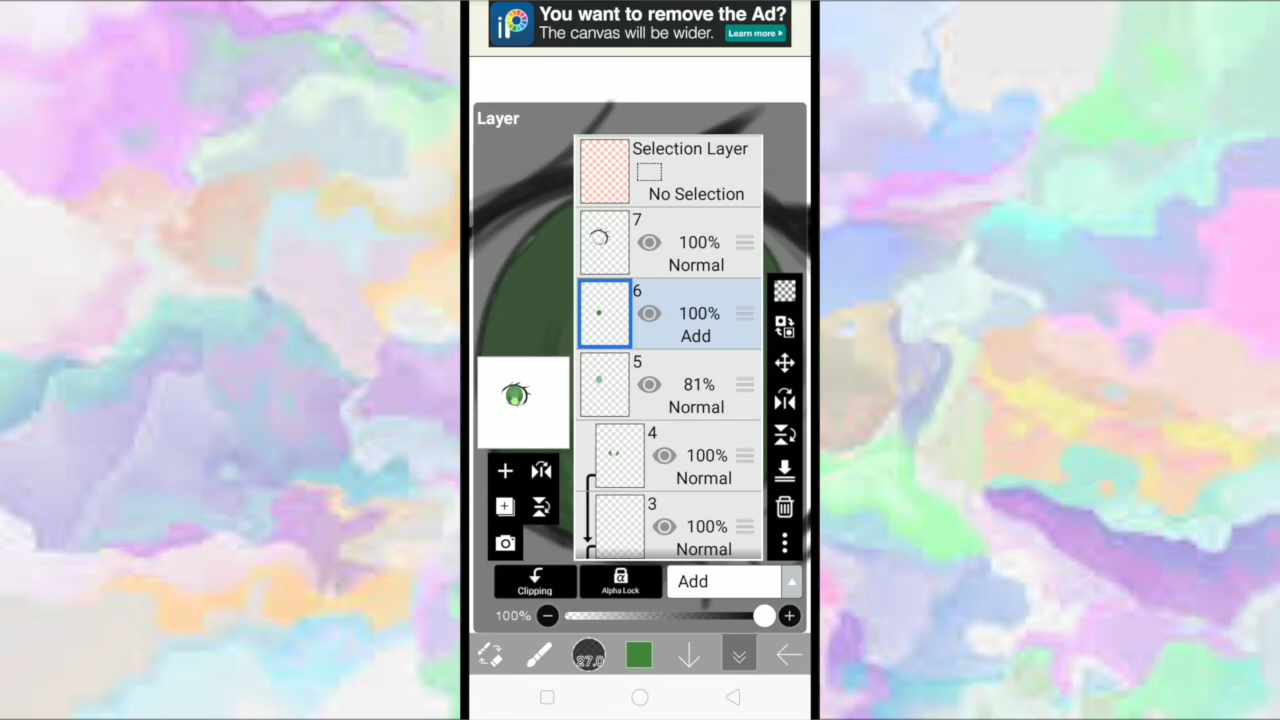 iP
You want to remove the Ad?
The canvas will be wider.
Learn more
Layer
Selection Layer
No Selection
7
100%
Normal
6
100%
Add
5
81%
Normal
4
100%
Normal
3
100%
Normal
Clipping
α
Alpha Lock
Add
100%
27.0